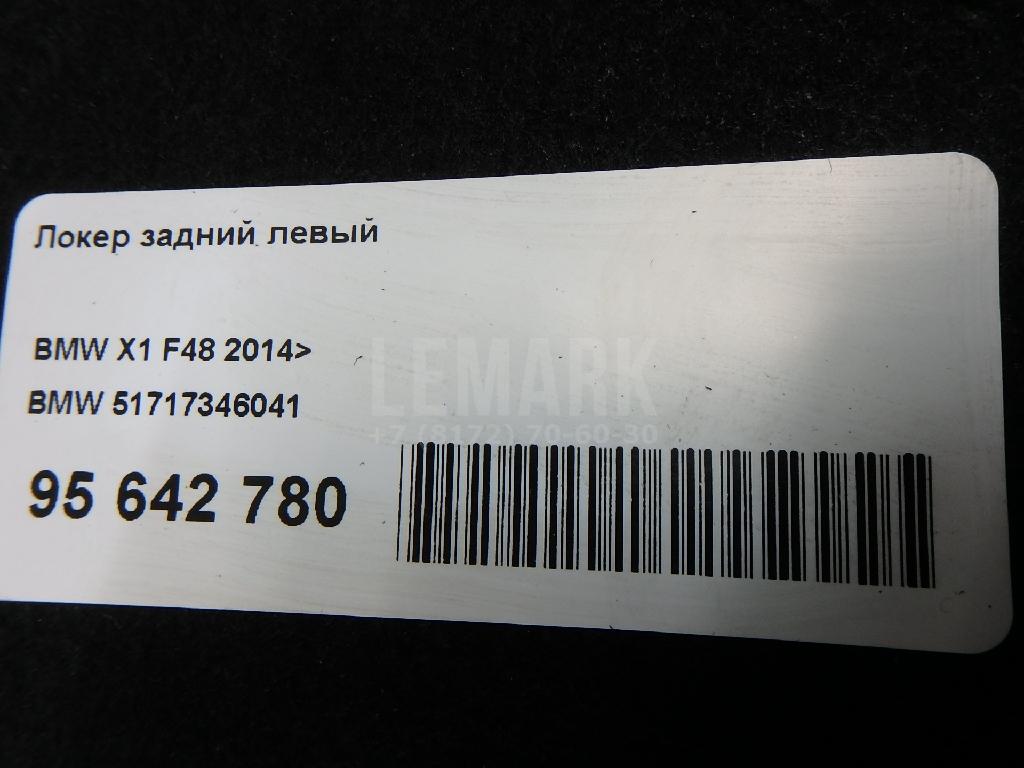 Локер задний левый
BMW X1 F48 2014>
BMW 51717346041
95 642 780
LEMARK
+7 (8172) 70-60-30